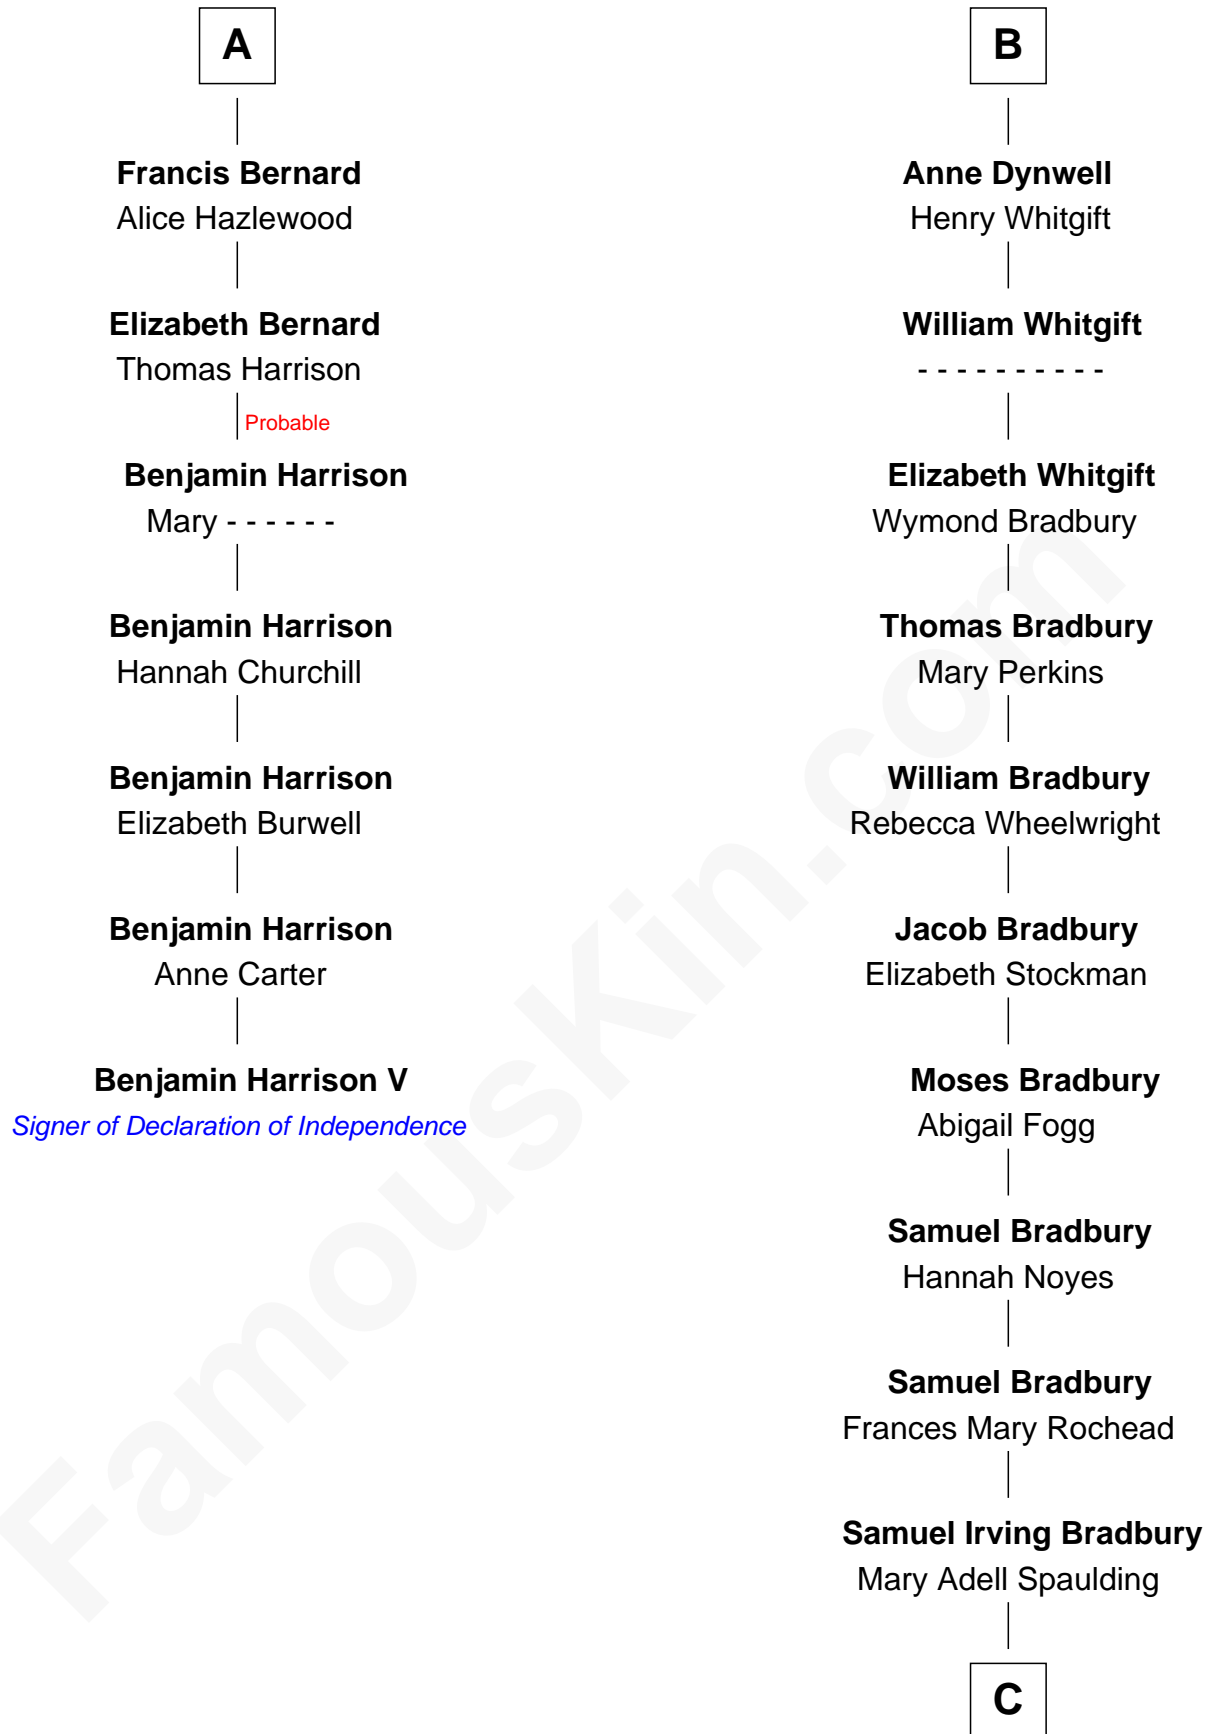 A
Francis Bernard
Alice Hazlewood
Elizabeth Bernard
Thomas Harrison
Probable
Benjamin Harrison
Mary - - - - - -
Benjamin Harrison
Hannah Churchill
Benjamin Harrison
Elizabeth Burwell
Benjamin Harrison
Anne Carter
Benjamin Harrison V
Signer of Declaration of Independence
B
Anne Dynwell
Henry Whitgift
William Whitgift
- - - - - - - - - -
Elizabeth Whitgift
Wymond Bradbury
Thomas Bradbury
Mary Perkins
William Bradbury
Rebecca Wheelwright
Jacob Bradbury
Elizabeth Stockman
Moses Bradbury
Abigail Fogg
Samuel Bradbury
Hannah Noyes
Samuel Bradbury
Frances Mary Rochead
Samuel Irving Bradbury
Mary Adell Spaulding
C
FamousKin.com